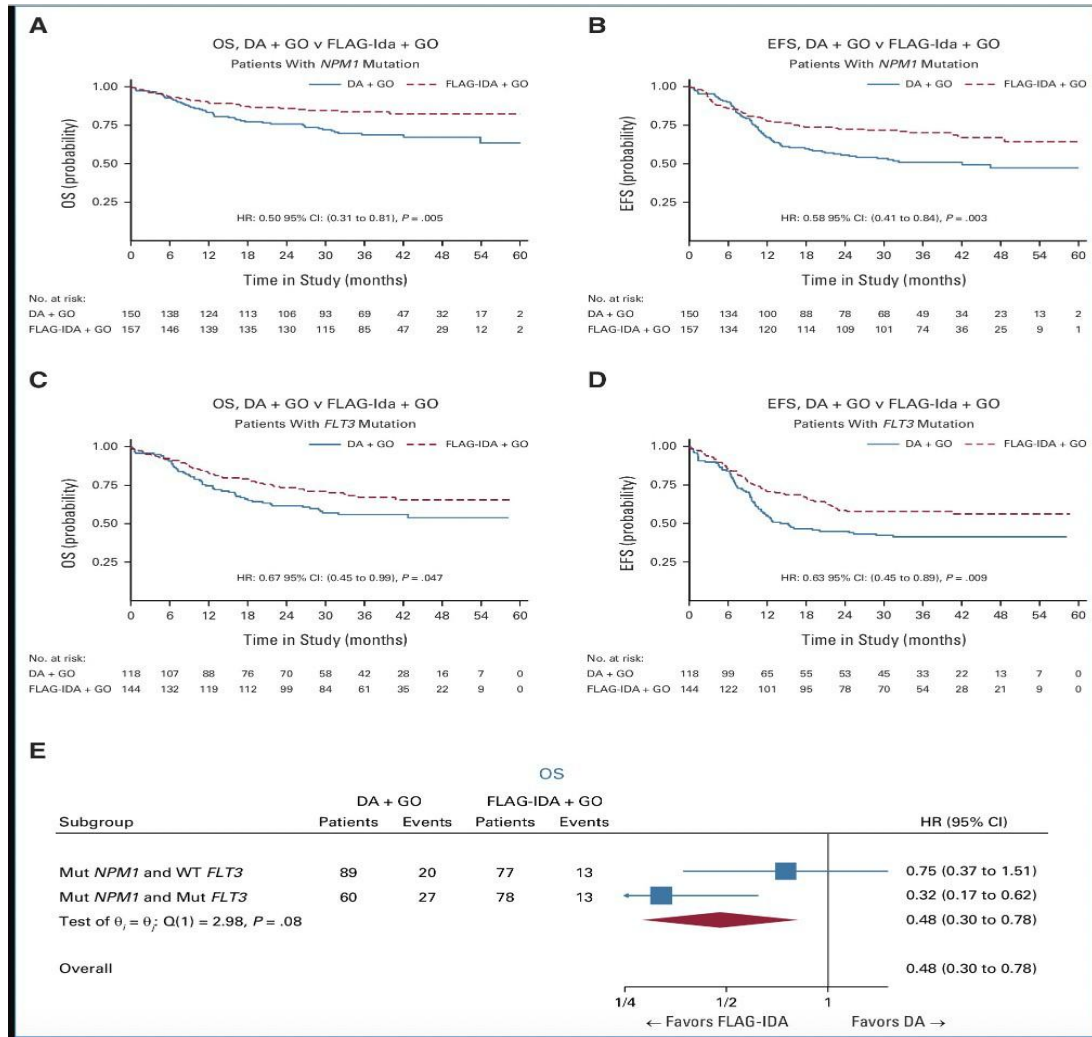 A
OS, DA + GO v FLAG-Ida + GO
Patients With NPM1 Mutation
DA + GO FLAG-IDA + GO
1.00
0.75
0.50
0.25
OS (probability)
HR: 0.50 95% CI: (0.31 to 0.81), P = .005
0 6 12 18 24 30 36 42 48 54 60
Time in Study (months)
No. at risk:
DA + GO 150 138 124 113 106 93 69 47 32 17 2
FLAG-IDA + GO 157 146 139 135 130 115 85 47 29 12 2
B
EFS, DA + GO v FLAG-Ida + GO
Patients With NPM1 Mutation
DA + GO FLAG-IDA + GO
1.00
0.75
0.50
0.25
EFS (probability)
HR: 0.58 95% CI: (0.41 to 0.84), P = .003
0 6 12 18 24 30 36 42 48 54 60
Time in Study (months)
No. at risk:
DA + GO 150 134 100 88 78 68 49 34 23 13 2
FLAG-IDA + GO 157 134 120 114 109 101 74 36 25 9 1
C
OS, DA + GO v FLAG-Ida + GO
Patients With FLT3 Mutation
DA + GO FLAG-IDA + GO
1.00
0.75
0.50
0.25
OS (probability)
HR: 0.67 95% CI: (0.45 to 0.99), P = .047
0 6 12 18 24 30 36 42 48 54 60
Time in Study (months)
No. at risk:
DA + GO 118 107 88 76 70 58 42 28 16 7 0
FLAG-IDA + GO 144 132 119 112 99 84 61 35 22 9 0
D
EFS, DA + GO v FLAG-Ida + GO
Patients With FLT3 Mutation
DA + GO FLAG-IDA + GO
1.00
0.75
0.50
0.25
EFS (probability)
HR: 0.63 95% CI: (0.45 to 0.89), P = .009
0 6 12 18 24 30 36 42 48 54 60
Time in Study (months)
No. at risk:
DA + GO 118 99 65 55 53 45 33 22 13 7 0
FLAG-IDA + GO 144 122 101 95 78 70 54 28 21 9 0
E
OS
DA + GO FLAG-IDA + GO
Subgroup Patients Events Patients Events HR (95% CI)
Mut NPM1 and WT FLT3 89 20 77 13 0.75 (0.37 to 1.51)
Mut NPM1 and Mut FLT3 60 27 78 13 0.32 (0.17 to 0.62)
Test of θi = θj: Q(1) = 2.98, P = .08 0.48 (0.30 to 0.78)
Overall 0.48 (0.30 to 0.78)
1/4 1/2 1
← Favors FLAG-IDA Favors DA →